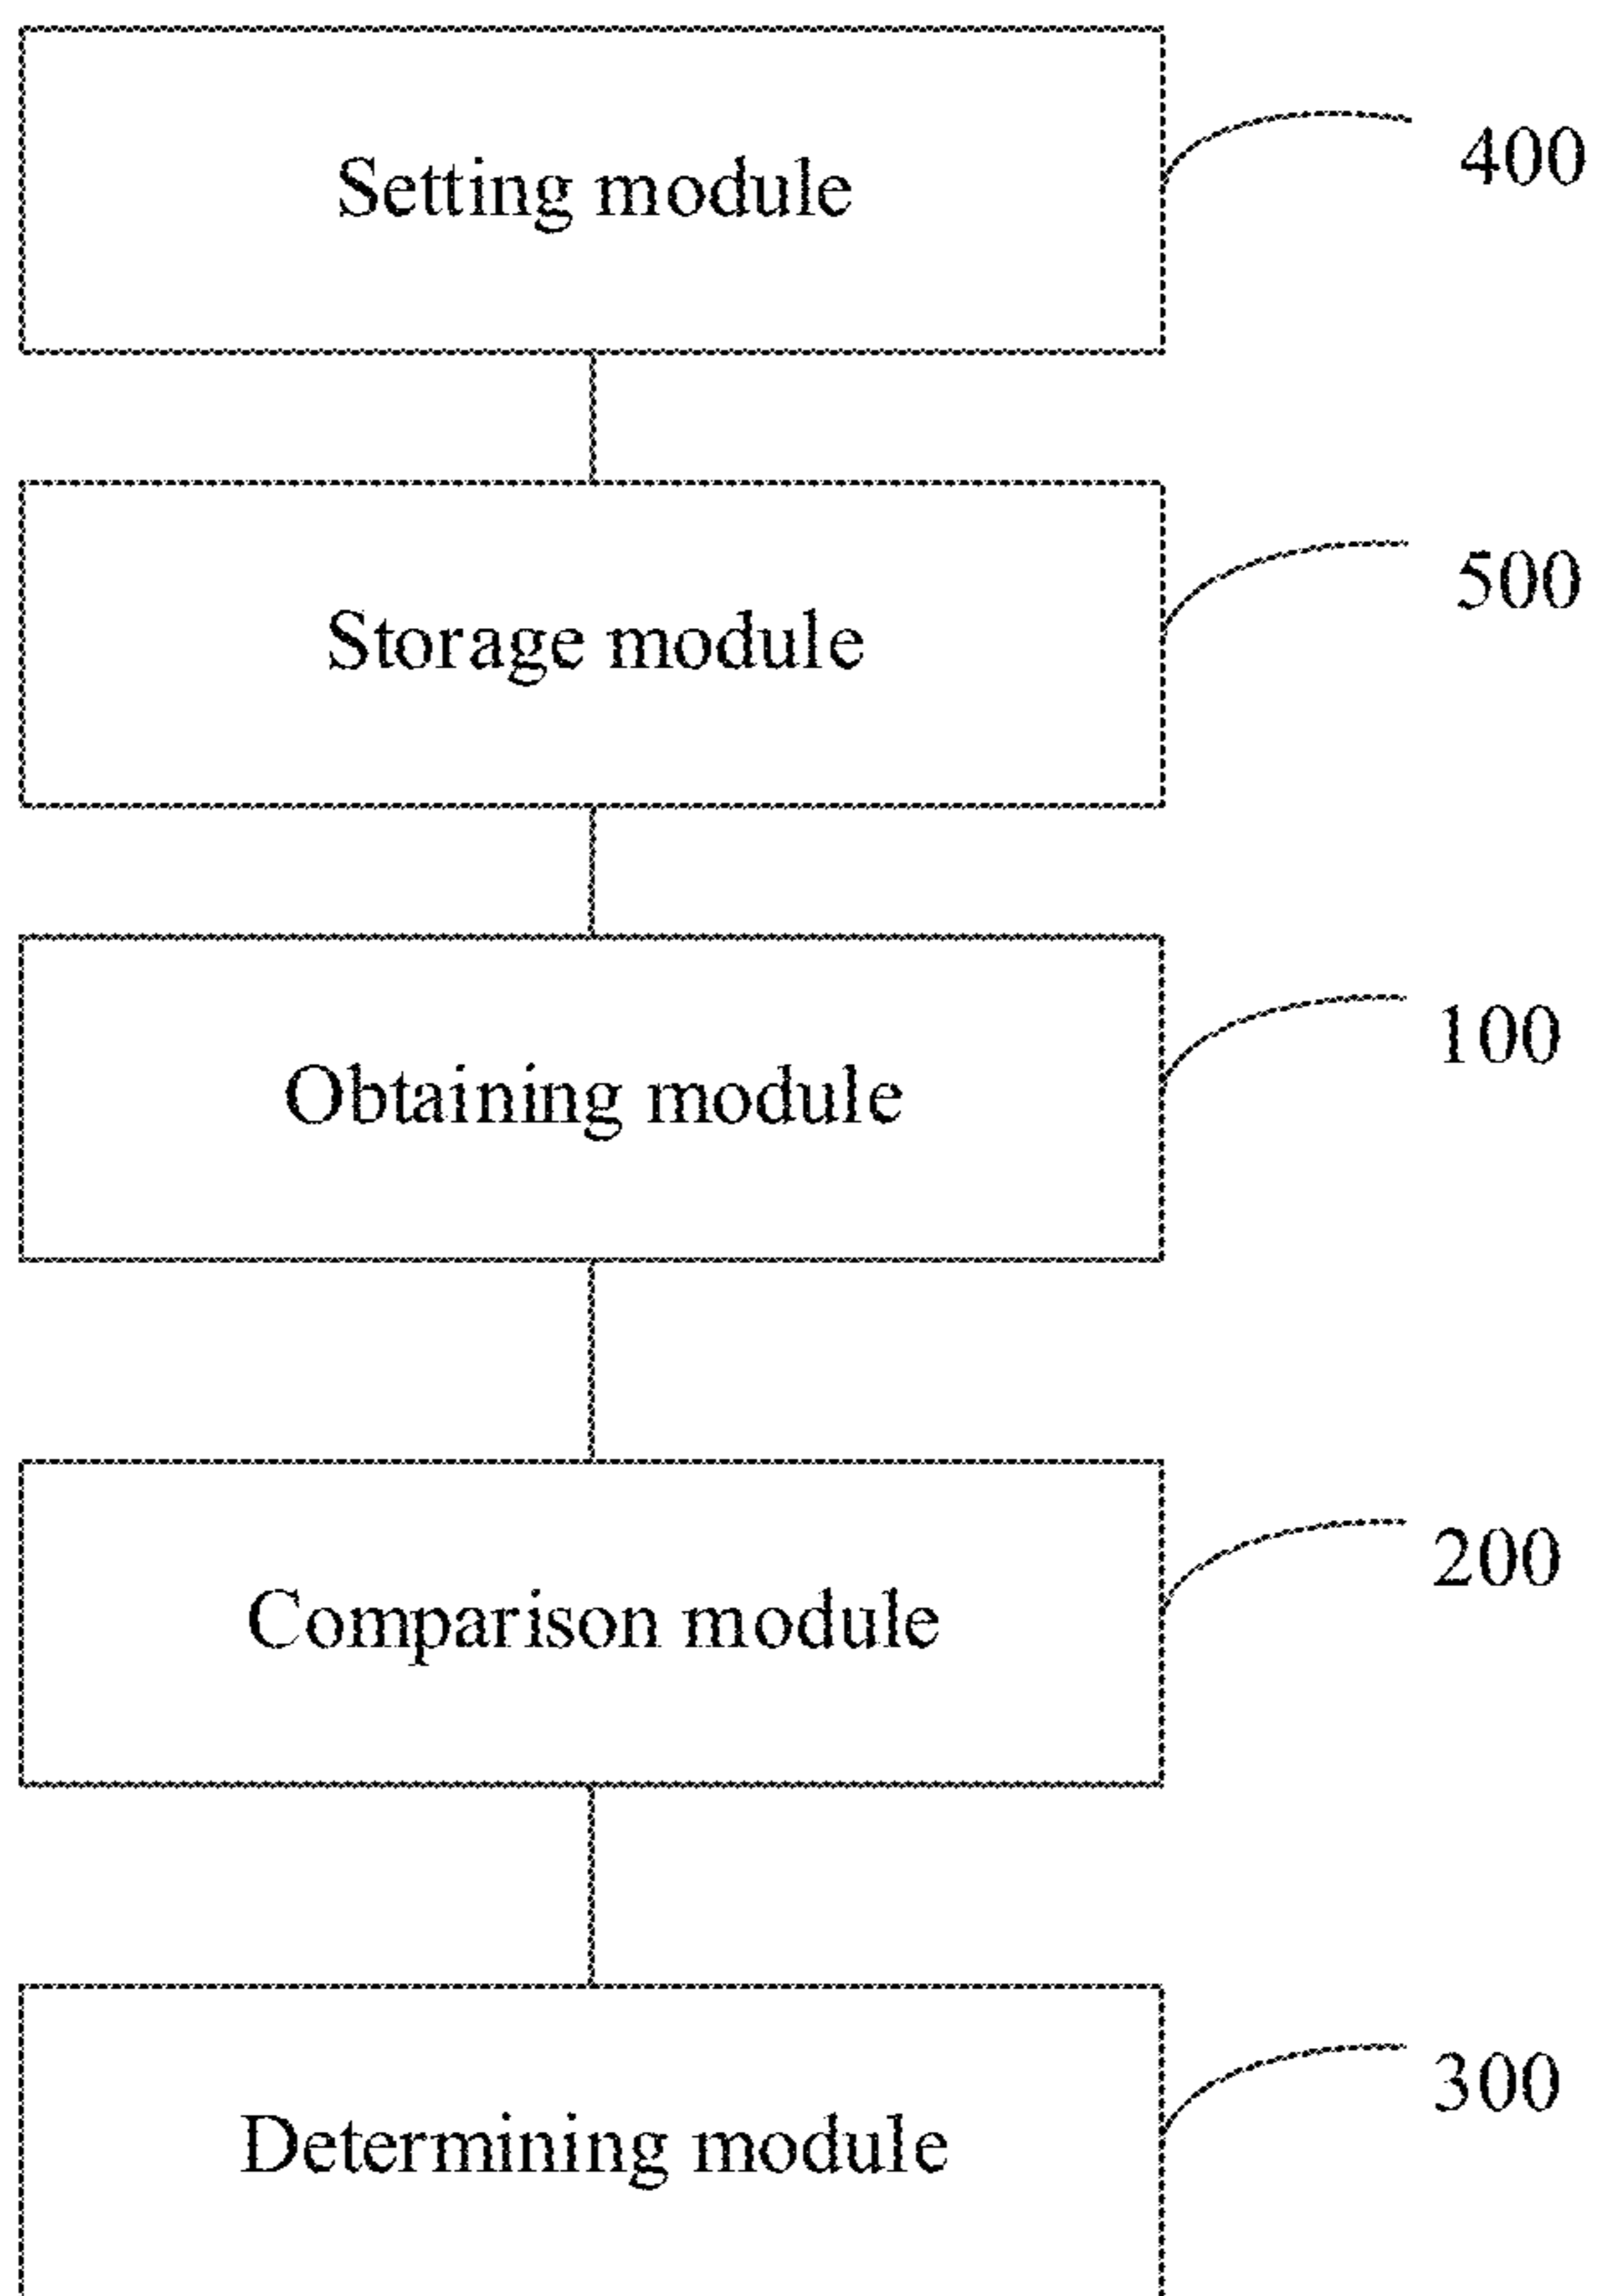 Setting module
400
Storage module
500
Obtaining module
100
Comparison module
200
Determining module
300